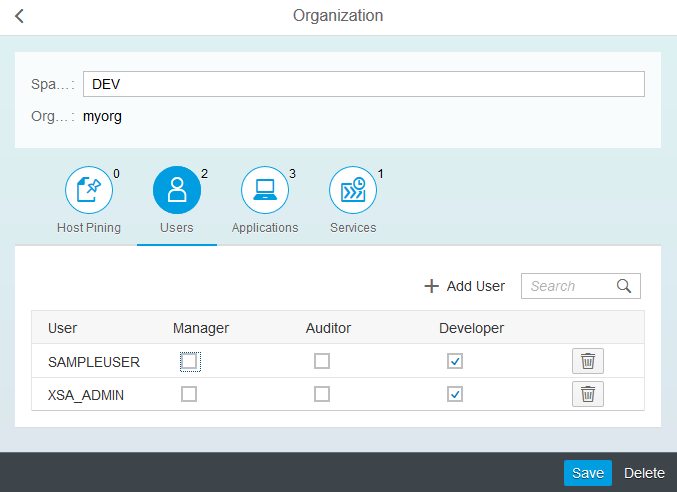 Organization
Spa... : DEV
Org... : myorg
0 2 3 1
Host Pining Users Applications Services
Add User Search
User Manager Auditor Developer
SAMPLEUSER
XSA_ADMIN
Save Delete